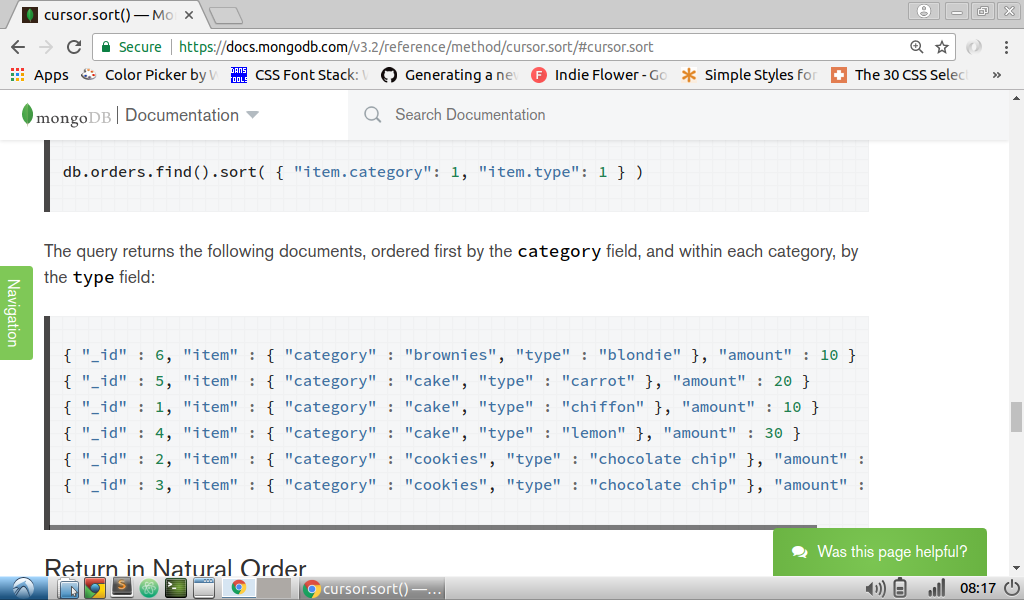 cursor.sort() — Mo
Secure https://docs.mongodb.com/v3.2/reference/method/cursor.sort/#cursor.sort
Apps Color Picker by CSS Font Stack: Generating a new Indie Flower - Go Simple Styles for The 30 CSS Selec »
mongoDB Documentation Search Documentation
db.orders.find().sort( { "item.category": 1, "item.type": 1 } )
The query returns the following documents, ordered first by the category field, and within each category, by
the type field:
Navigation
{ "_id" : 6, "item" : { "category" : "brownies", "type" : "blondie" }, "amount" : 10 }
{ "_id" : 5, "item" : { "category" : "cake", "type" : "carrot" }, "amount" : 20 }
{ "_id" : 1, "item" : { "category" : "cake", "type" : "chiffon" }, "amount" : 10 }
{ "_id" : 4, "item" : { "category" : "cake", "type" : "lemon" }, "amount" : 30 }
{ "_id" : 2, "item" : { "category" : "cookies", "type" : "chocolate chip" }, "amount" :
{ "_id" : 3, "item" : { "category" : "cookies", "type" : "chocolate chip" }, "amount" :
Was this page helpful?
Return in Natural Order
cursor.sort() —... 08:17